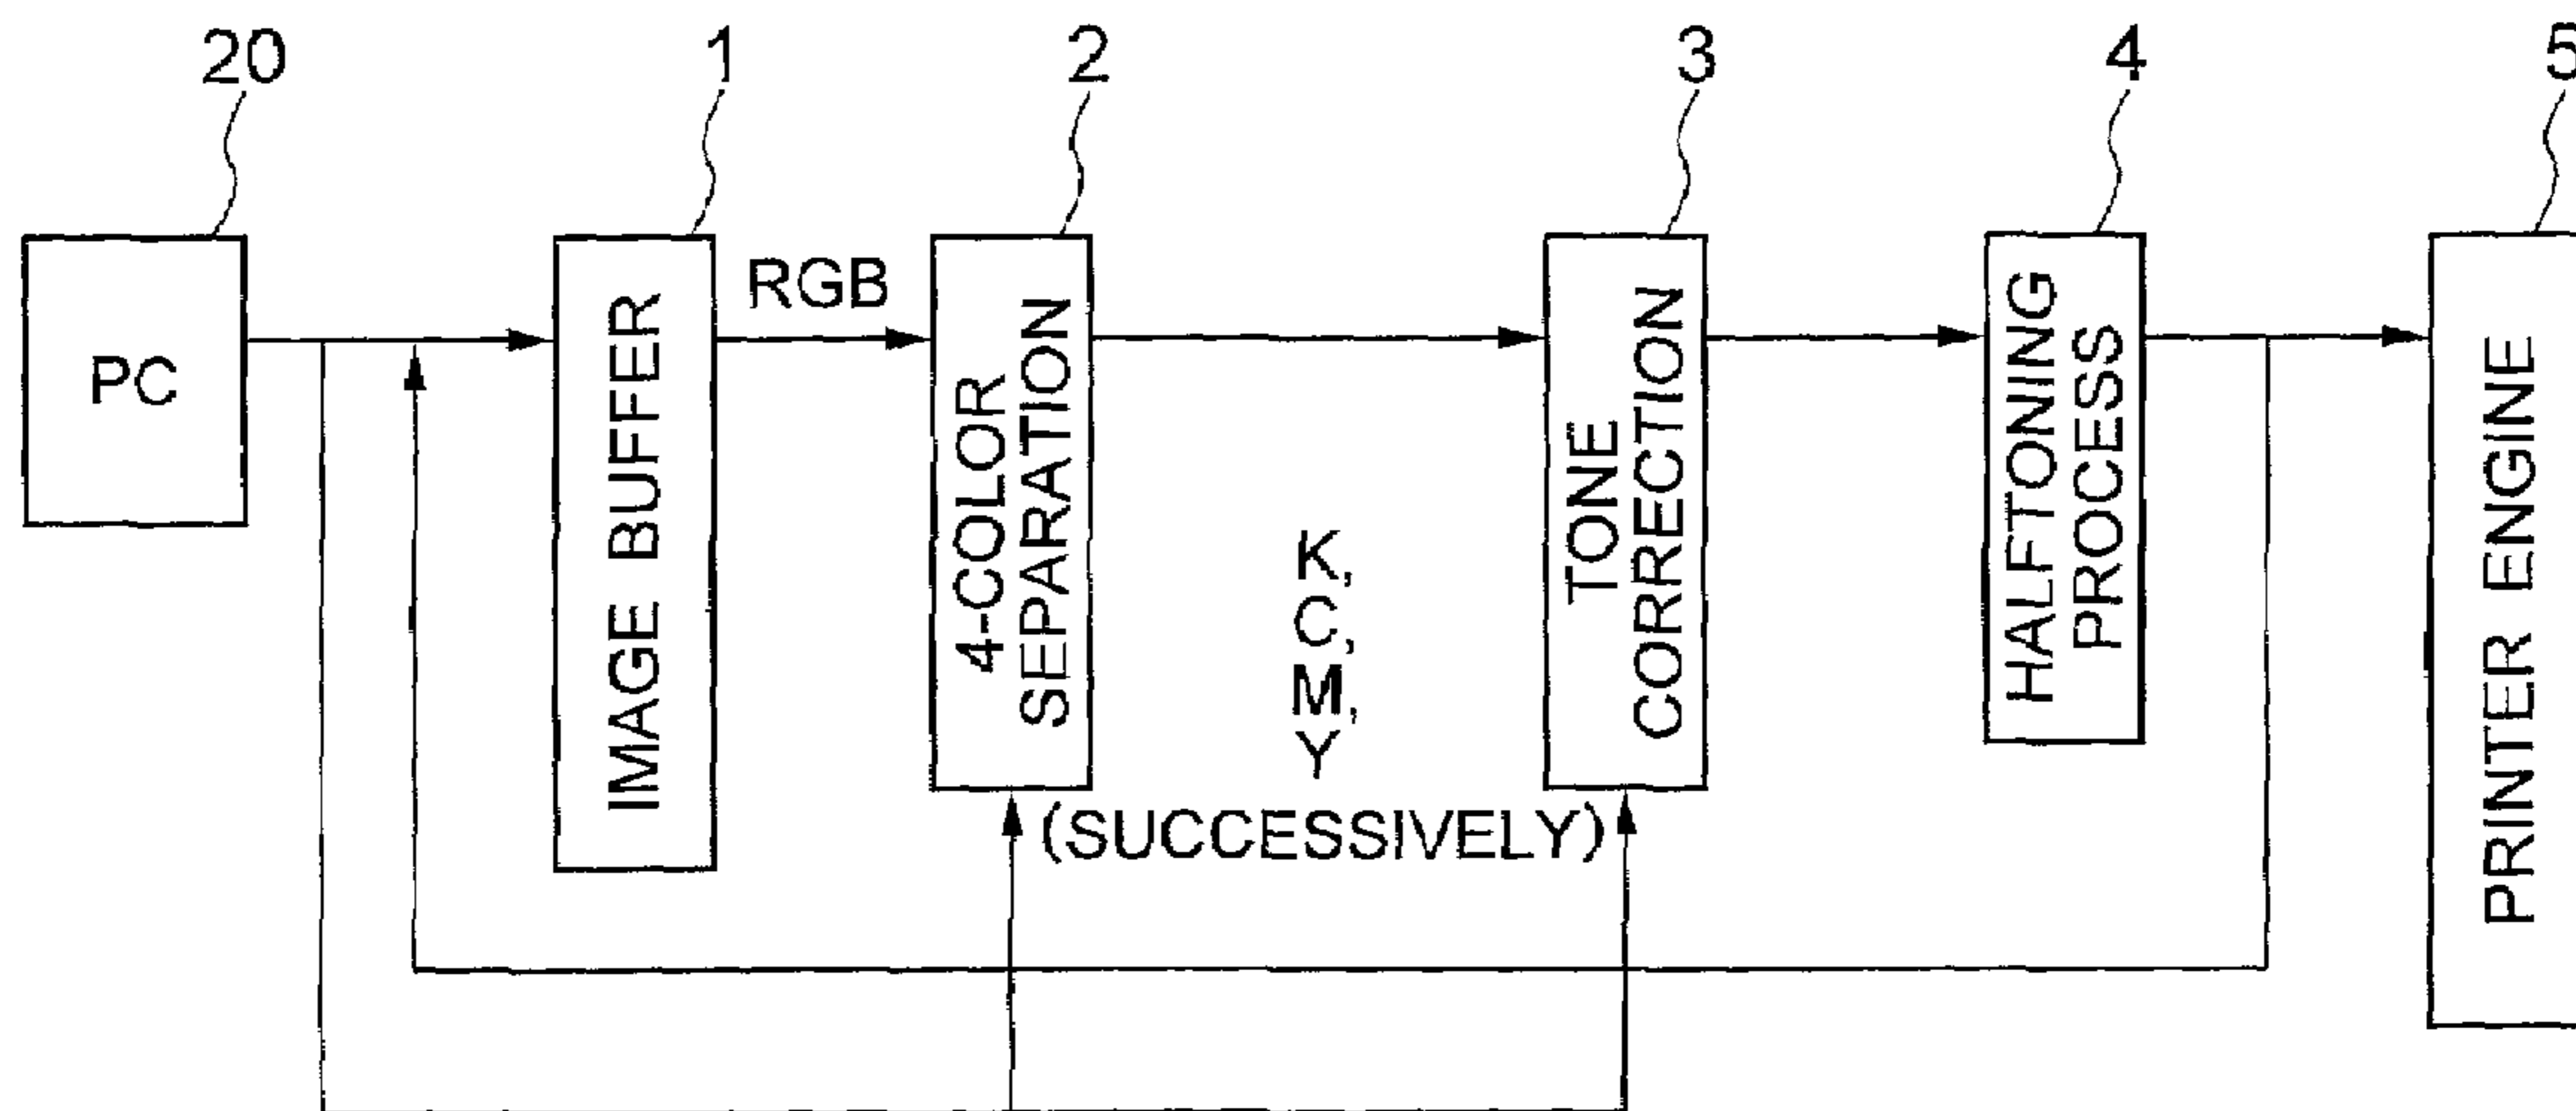 20
1
2
3
4
5
PC
IMAGE BUFFER
RGB
4-COLOR
SEPARATION
K,
C,
M,
Y
(SUCCESSIVELY)
TONE
CORRECTION
HALFTONING
PROCESS
PRINTER ENGINE